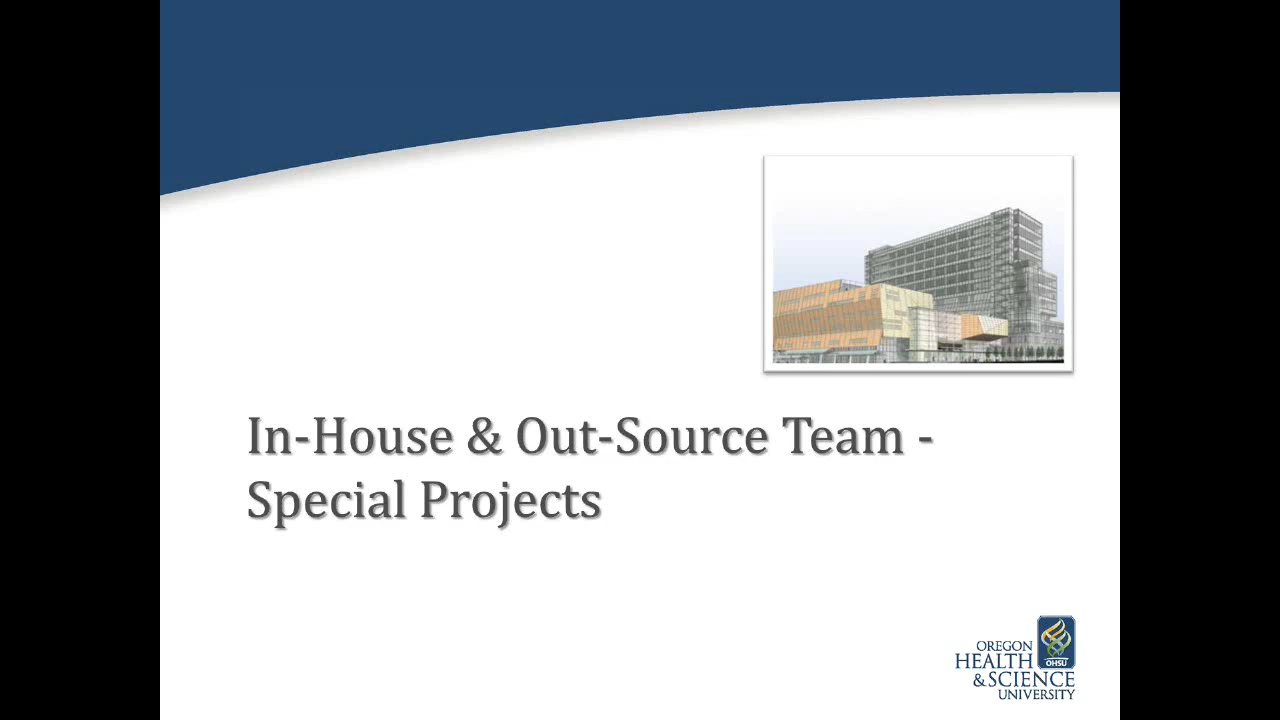 In-House & Out-Source Team -
Special Projects
OREGON
HEALTH
OHSU
& SCIENCE
UNIVERSITY